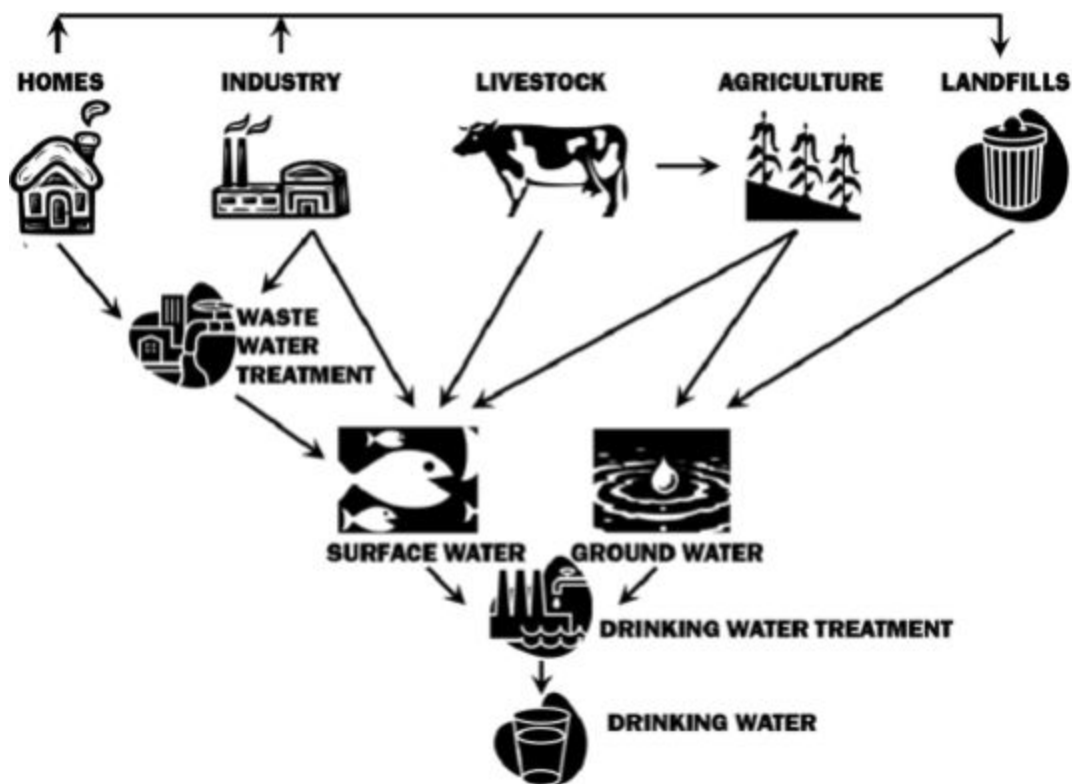 HOMES
INDUSTRY
LIVESTOCK
AGRICULTURE
LANDFILLS
WASTE
WATER
TREATMENT
SURFACE WATER
GROUND WATER
DRINKING WATER TREATMENT
DRINKING WATER